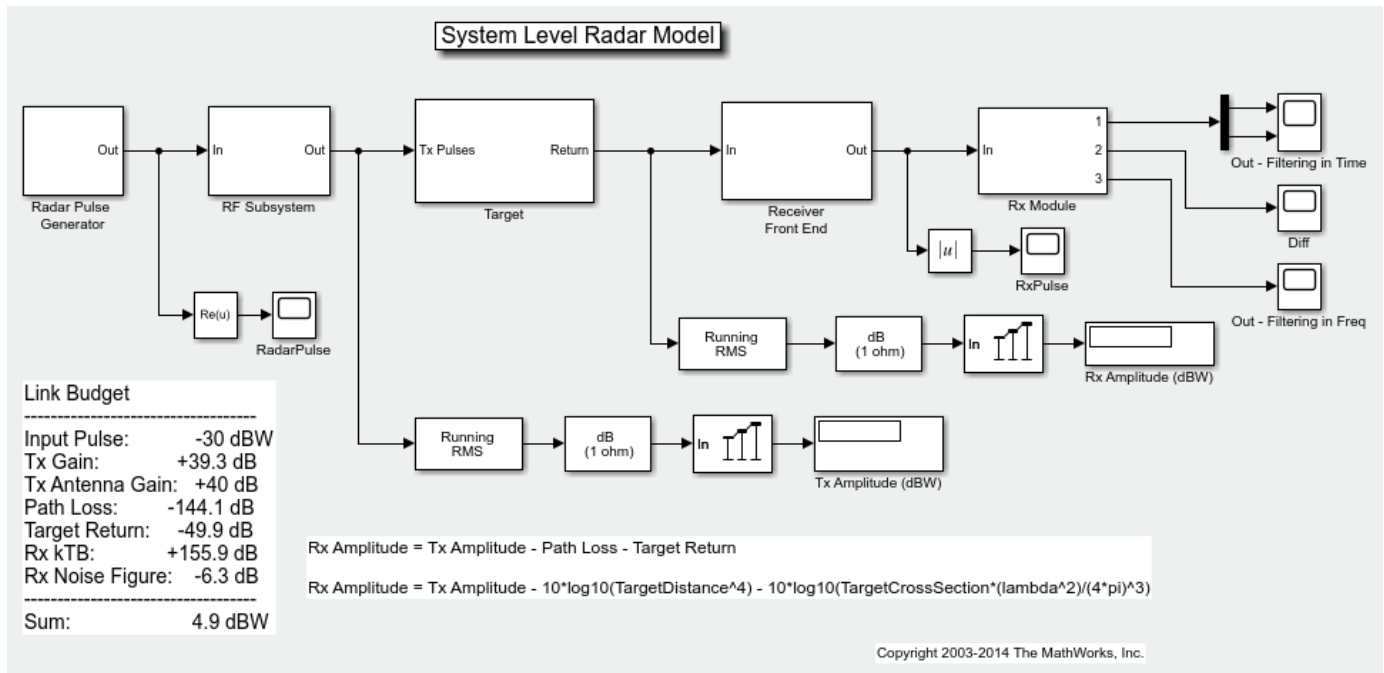 System Level Radar Model
Out
Radar Pulse
Generator
In
Out
RF Subsystem
Tx Pulses
Return
Target
In
Out
Receiver
Front End
In
1
2
3
Rx Module
Out - Filtering in Time
Diff
Out - Filtering in Freq
|u|
RxPulse
Re(u)
RadarPulse
Running
RMS
dB
(1 ohm)
In
Rx Amplitude (dBW)
Running
RMS
dB
(1 ohm)
In
Tx Amplitude (dBW)
Link Budget
-----------------------------------
Input Pulse: -30 dBW
Tx Gain: +39.3 dB
Tx Antenna Gain: +40 dB
Path Loss: -144.1 dB
Target Return: -49.9 dB
Rx kTB: +155.9 dB
Rx Noise Figure: -6.3 dB
-----------------------------------
Sum: 4.9 dBW
Rx Amplitude = Tx Amplitude - Path Loss - Target Return
Rx Amplitude = Tx Amplitude - 10*log10(TargetDistance^4) - 10*log10(TargetCrossSection*(lambda^2)/(4*pi)^3)
Copyright 2003-2014 The MathWorks, Inc.